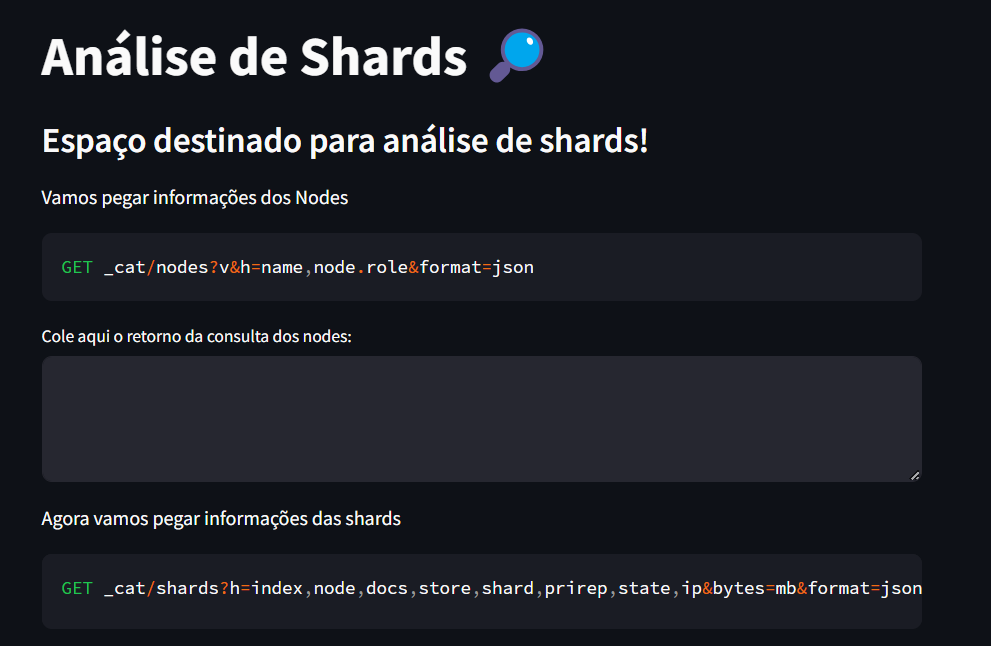 Análise de Shards
Espaço destinado para análise de shards!
Vamos pegar informações dos Nodes
GET _cat/nodes?v&h=name,node.role&format=json
Cole aqui o retorno da consulta dos nodes:
Agora vamos pegar informações das shards
GET _cat/shards?h=index,node,docs,store,shard,prirep,state,ip&bytes=mb&format=json